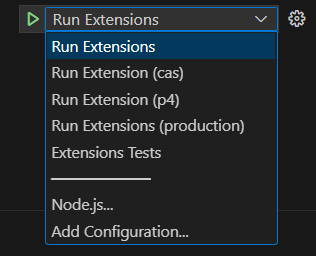 Run Extensions
Run Extensions
Run Extension (cas)
Run Extension (p4)
Run Extensions (production)
Extensions Tests
Node.js...
Add Configuration...